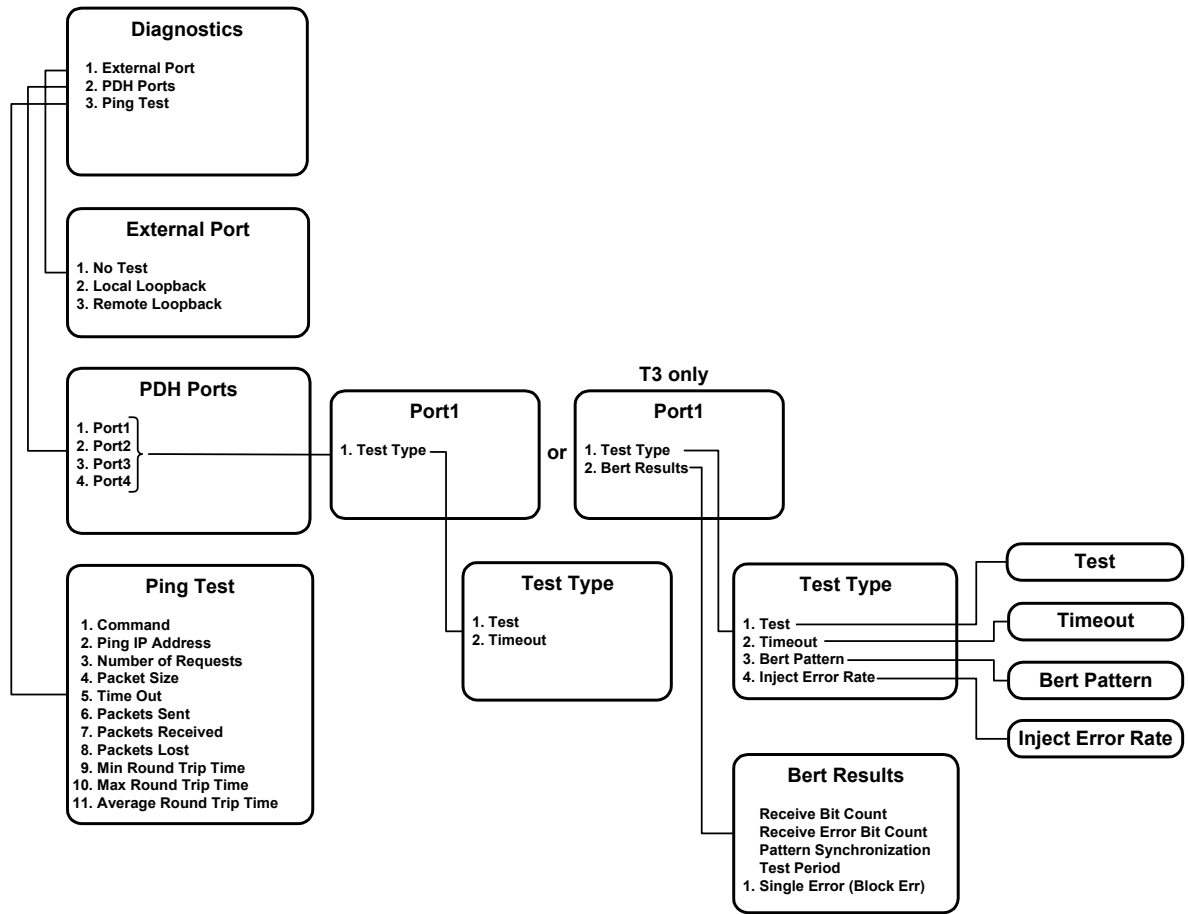 Diagnostics
1. External Port
2. PDH Ports
3. Ping Test
External Port
1. No Test
2. Local Loopback
3. Remote Loopback
PDH Ports
1. Port1
2. Port2
3. Port3
4. Port4
Port1
1. Test Type
or
T3 only
Port1
1. Test Type
2. Bert Results
Ping Test
1. Command
2. Ping IP Address
3. Number of Requests
4. Packet Size
5. Time Out
6. Packets Sent
7. Packets Received
8. Packets Lost
9. Min Round Trip Time
10. Max Round Trip Time
11. Average Round Trip Time
Test Type
1. Test
2. Timeout
Test Type
1. Test
2. Timeout
3. Bert Pattern
4. Inject Error Rate
Test
Timeout
Bert Pattern
Inject Error Rate
Bert Results
Receive Bit Count
Receive Error Bit Count
Pattern Synchronization
Test Period
1. Single Error (Block Err)